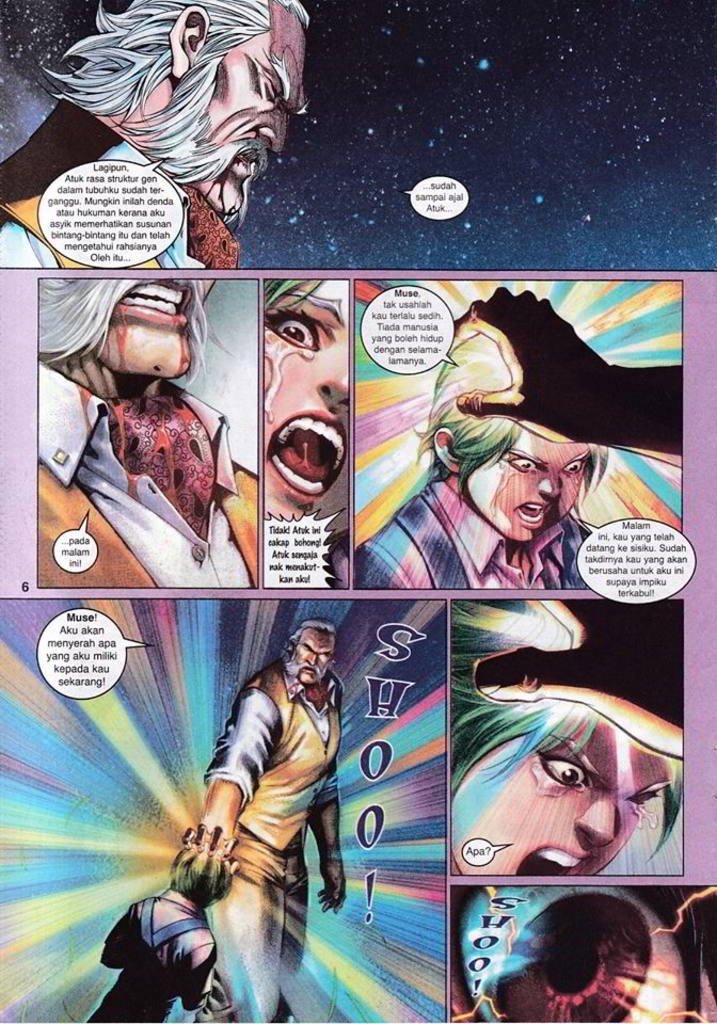 Lagipun,
Atuk rasa struktur gen
dalam tubuhku sudah ter-
ganggu. Mungkin inilah denda
atau hukuman kerana aku
asyik memerhatikan susunan
bintang-bintang itu dan telah
mengetahui rahsianya
Oleh itu...
...sudah
sampai ajal
Atuk...
...pada
malam
ini!
Tidak! Atuk ini
cakap bohong!
Atuk sengaja
nak menakut-
kan aku!
Muse,
tak usahlah
kau terlalu sedih.
Tiada manusia
yang boleh hidup
dengan selama-
lamanya.
Malam
ini, kau yang telah
datang ke sisiku. Sudah
takdirnya kau yang akan
berusaha untuk aku ini
supaya impiku
terkabul!
6
Muse!
Aku akan
menyerah apa
yang aku miliki
kepada kau
sekarang!
SHOO!
Apa?
SHOO!